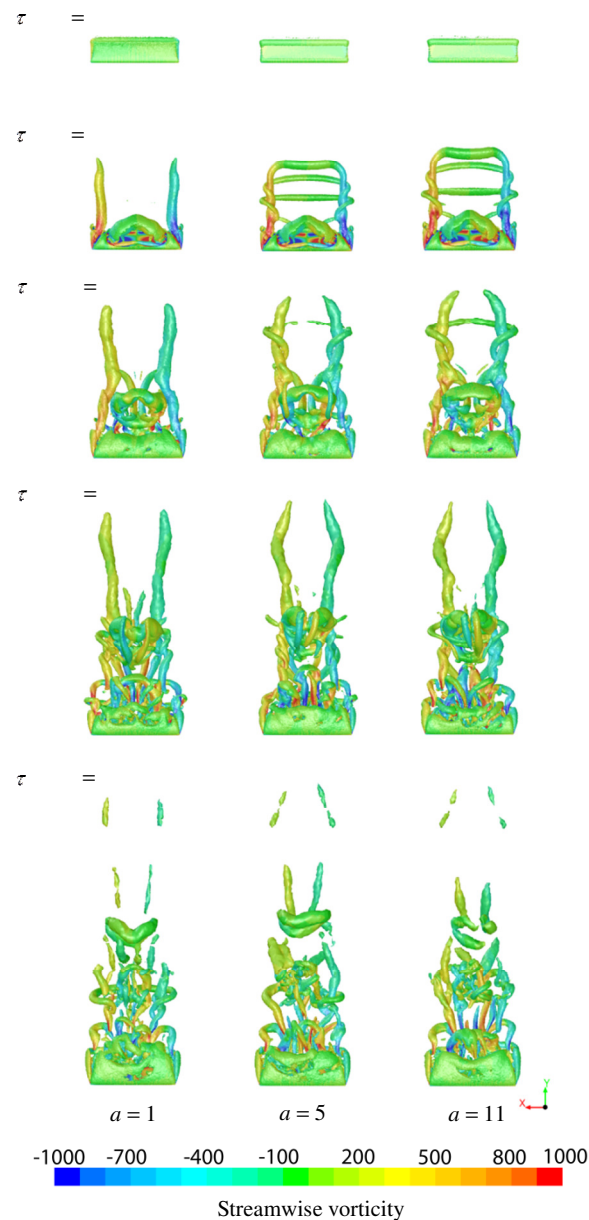 τ =
τ =
τ =
τ =
τ =
a = 1 a = 5 a = 11
Y
X
-1000 -700 -400 -100 200 500 800 1000
Streamwise vorticity